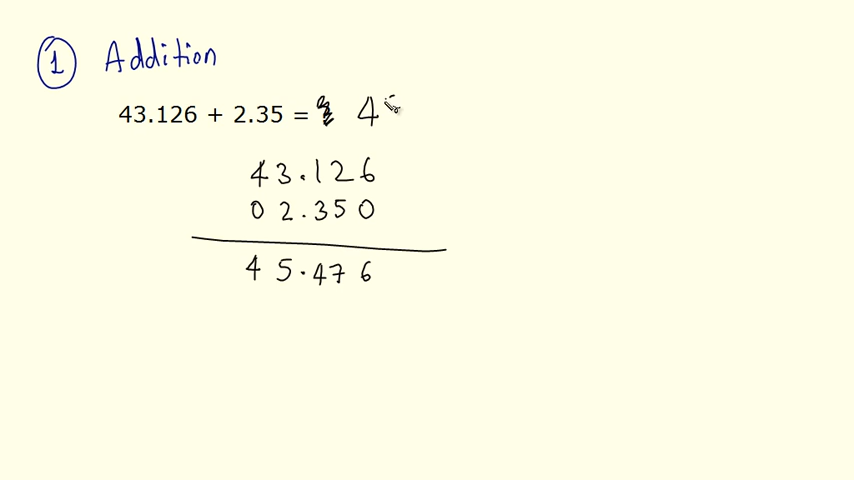 1 Addition
43.126 + 2.35 = 4
43.126
02.350
45.476